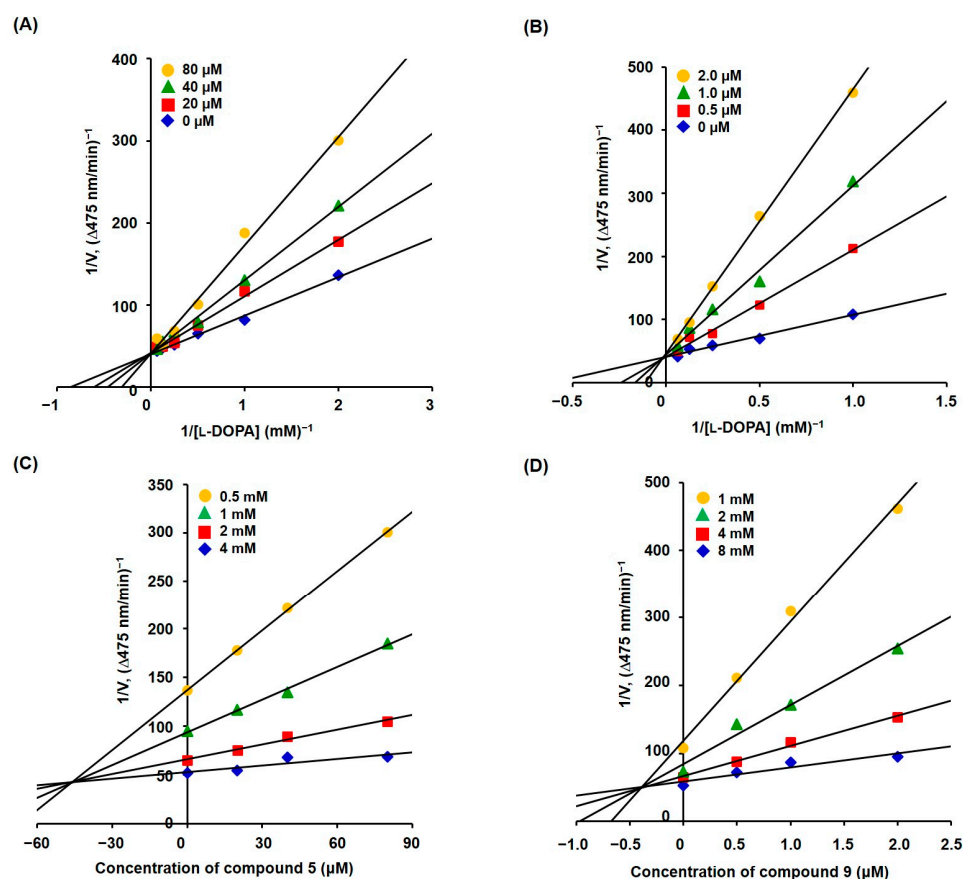 (A)
80 µM
40 µM
20 µM
0 µM
400
300
200
100
0
−1
0
1
2
3
1/V, (Δ475 nm/min)⁻¹
1/[L-DOPA] (mM)⁻¹
(B)
2.0 µM
1.0 µM
0.5 µM
0 µM
500
400
300
200
100
0
−0.5
0
0.5
1.0
1.5
1/V, (Δ475 nm/min)⁻¹
1/[L-DOPA] (mM)⁻¹
(C)
0.5 mM
1 mM
2 mM
4 mM
350
300
250
200
150
100
50
0
−60
−30
0
30
60
90
1/V, (Δ475 nm/min)⁻¹
Concentration of compound 5 (µM)
(D)
1 mM
2 mM
4 mM
8 mM
500
400
300
200
100
0
−1.0
−0.5
0
0.5
1.0
1.5
2.0
2.5
1/V, (Δ475 nm/min)⁻¹
Concentration of compound 9 (µM)